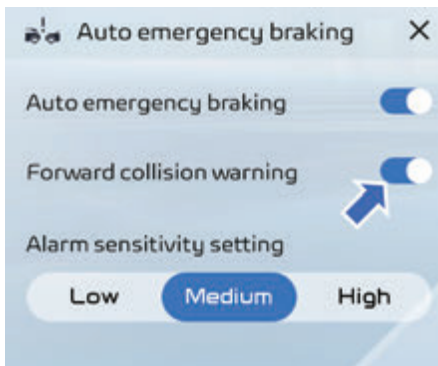 Auto emergency braking
Auto emergency braking
Forward collision warning
Alarm sensitivity setting
Low Medium High